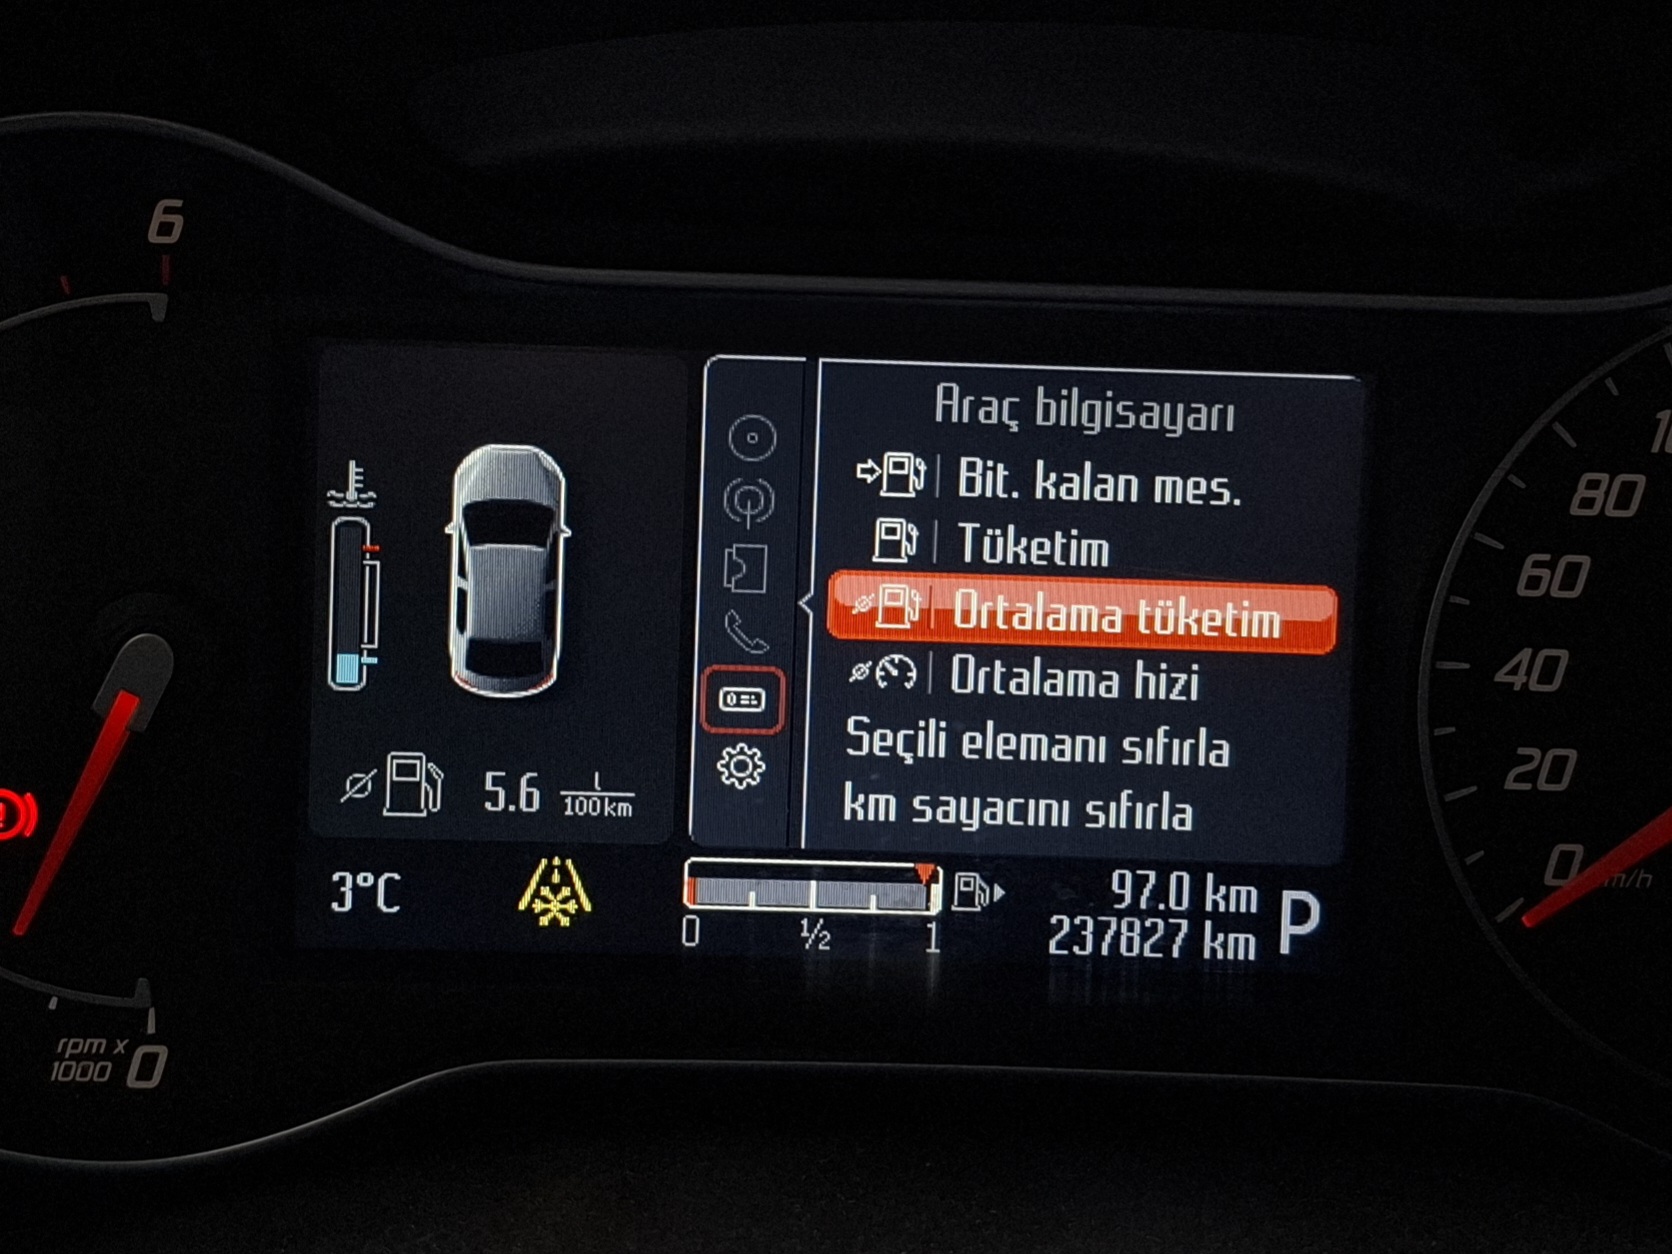 6
Araç bilgisayarı
Bit. kalan mes.
Tüketim
Ortalama tüketim
Ortalama hizi
Seçili elemanı sıfırla
km sayacını sıfırla
5.6 l/100km
3°C
0 ½ 1
97.0 km
237827 km
P
rpm x
1000
0
80
60
40
20
0